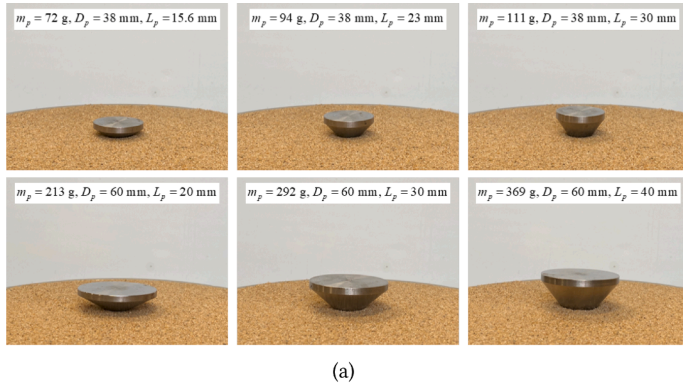 m_p = 72 g, D_p = 38 mm, L_p = 15.6 mm
m_p = 94 g, D_p = 38 mm, L_p = 23 mm
m_p = 111 g, D_p = 38 mm, L_p = 30 mm
m_p = 213 g, D_p = 60 mm, L_p = 20 mm
m_p = 292 g, D_p = 60 mm, L_p = 30 mm
m_p = 369 g, D_p = 60 mm, L_p = 40 mm
(a)